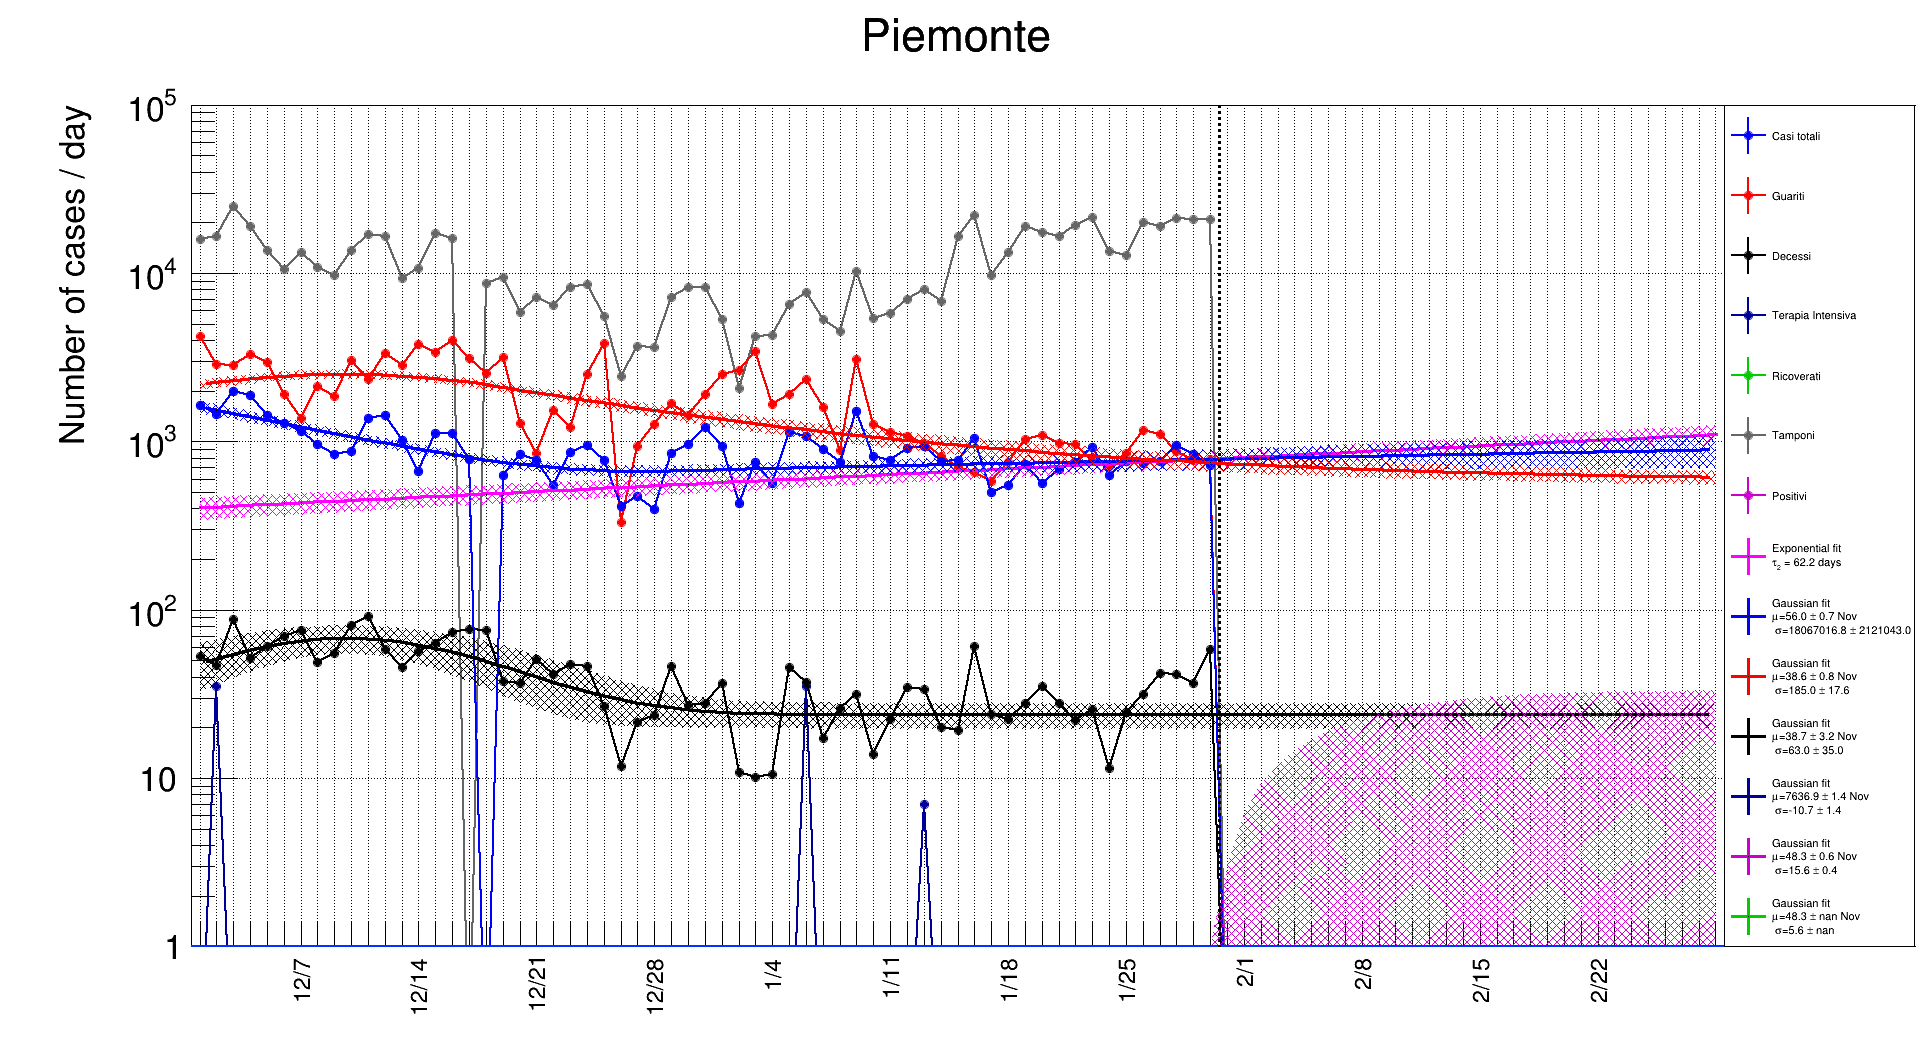 Piemonte
Number of cases / day
10^5
10^4
10^3
10^2
10
1
12/7
12/14
12/21
12/28
1/4
1/11
1/18
1/25
2/1
2/8
2/15
2/22
Casi totali
Guariti
Decessi
Terapia Intensiva
Ricoverati
Tamponi
Positivi
Exponential fit
τ_2 = 62.2 days
Gaussian fit
μ=56.0 ± 0.7 Nov
σ=18067016.8 ± 2121043.0
Gaussian fit
μ=38.6 ± 0.8 Nov
σ=185.0 ± 17.6
Gaussian fit
μ=38.7 ± 3.2 Nov
σ=63.0 ± 35.0
Gaussian fit
μ=7636.9 ± 1.4 Nov
σ=-10.7 ± 1.4
Gaussian fit
μ=48.3 ± 0.6 Nov
σ=15.6 ± 0.4
Gaussian fit
μ=48.3 ± nan Nov
σ=5.6 ± nan